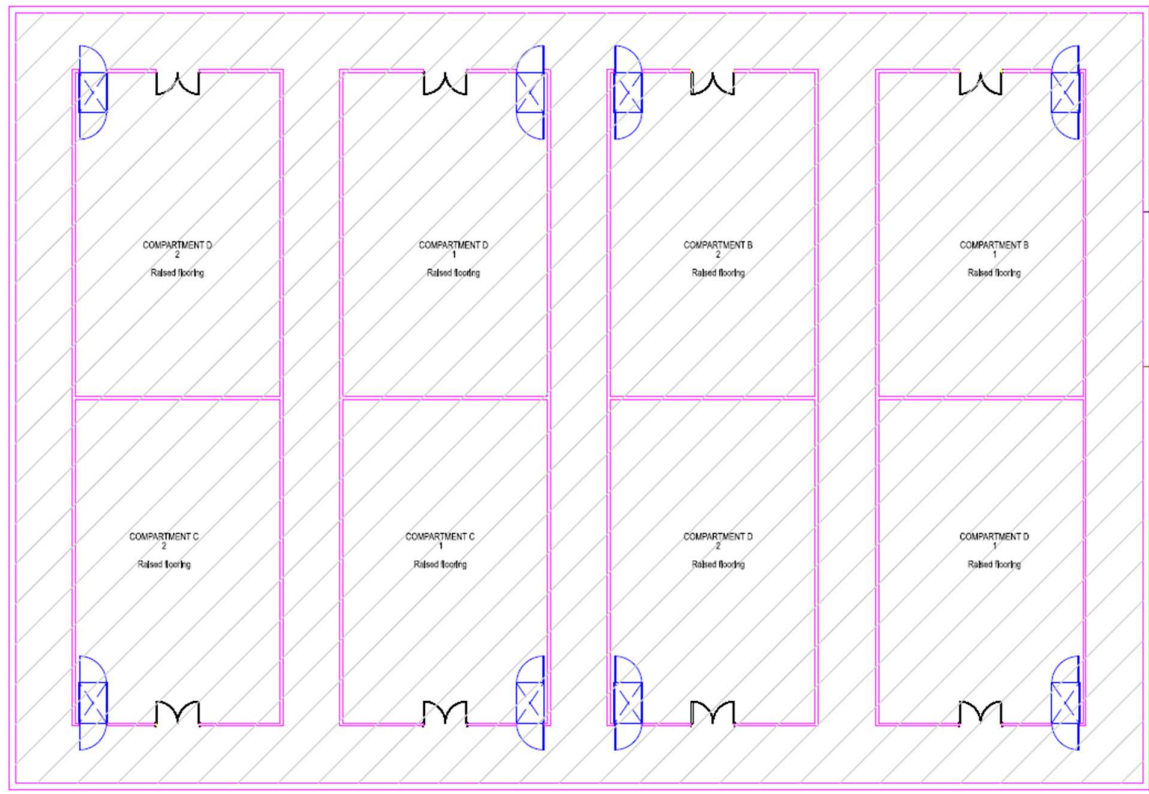 COMPARTMENT D
2
Raised flooring
COMPARTMENT D
1
Raised flooring
COMPARTMENT B
2
Raised flooring
COMPARTMENT B
1
Raised flooring
COMPARTMENT C
2
Raised flooring
COMPARTMENT C
1
Raised flooring
COMPARTMENT D
2
Raised flooring
COMPARTMENT D
1
Raised flooring